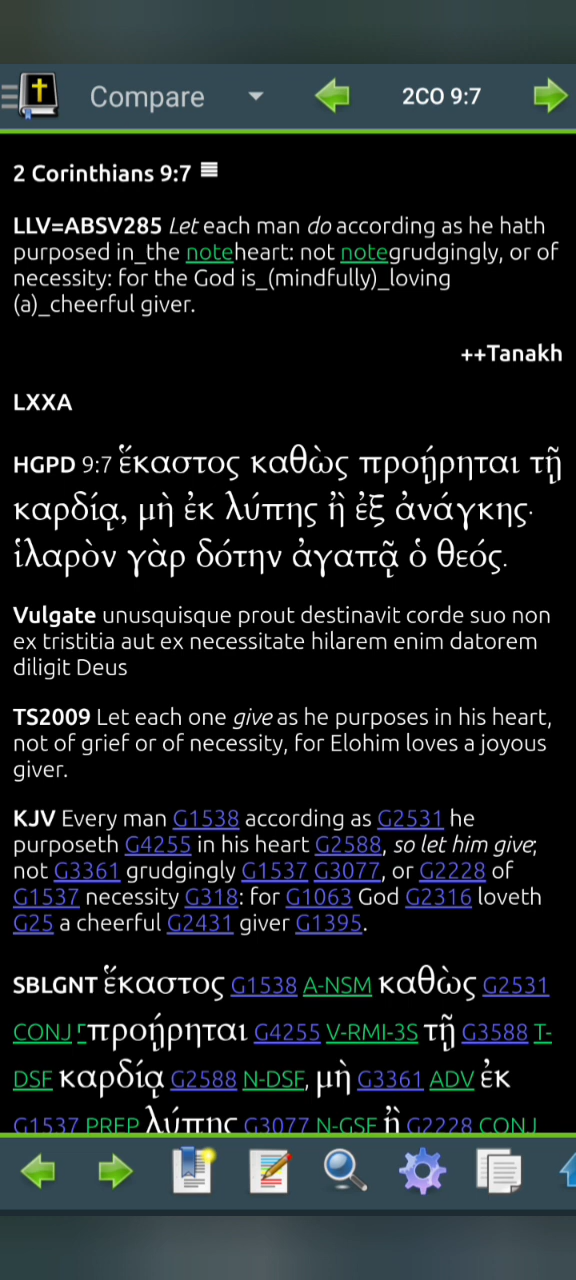 Compare
2CO 9:7
2 Corinthians 9:7
LLV=ABSV285 Let each man do according as he hath
purposed in_the noteheart: not notegrudgingly, or of
necessity: for the God is_(mindfully)_loving
(a)_cheerful giver.
++Tanakh
LXXA
HGPD 9:7 ἕκαστος καθὼς προῄρηται τῇ
καρδίᾳ, μὴ ἐκ λύπης ἢ ἐξ ἀνάγκης·
ἱλαρὸν γὰρ δότην ἀγαπᾷ ὁ θεός.
Vulgate unusquisque prout destinavit corde suo non
ex tristitia aut ex necessitate hilarem enim datorem
diligit Deus
TS2009 Let each one give as he purposes in his heart,
not of grief or of necessity, for Elohim loves a joyous
giver.
KJV Every man G1538 according as G2531 he
purposeth G4255 in his heart G2588, so let him give;
not G3361 grudgingly G1537 G3077, or G2228 of
G1537 necessity G318: for G1063 God G2316 loveth
G25 a cheerful G2431 giver G1395.
SBLGNT ἕκαστος G1538 A-NSM καθὼς G2531
CONJ ⸀προῄρηται G4255 V-RMI-3S τῇ G3588 T-
DSF καρδίᾳ G2588 N-DSF, μὴ G3361 ADV ἐκ
G1537 PREP λύπης G3077 N-GSF ἢ G2228 CONJ